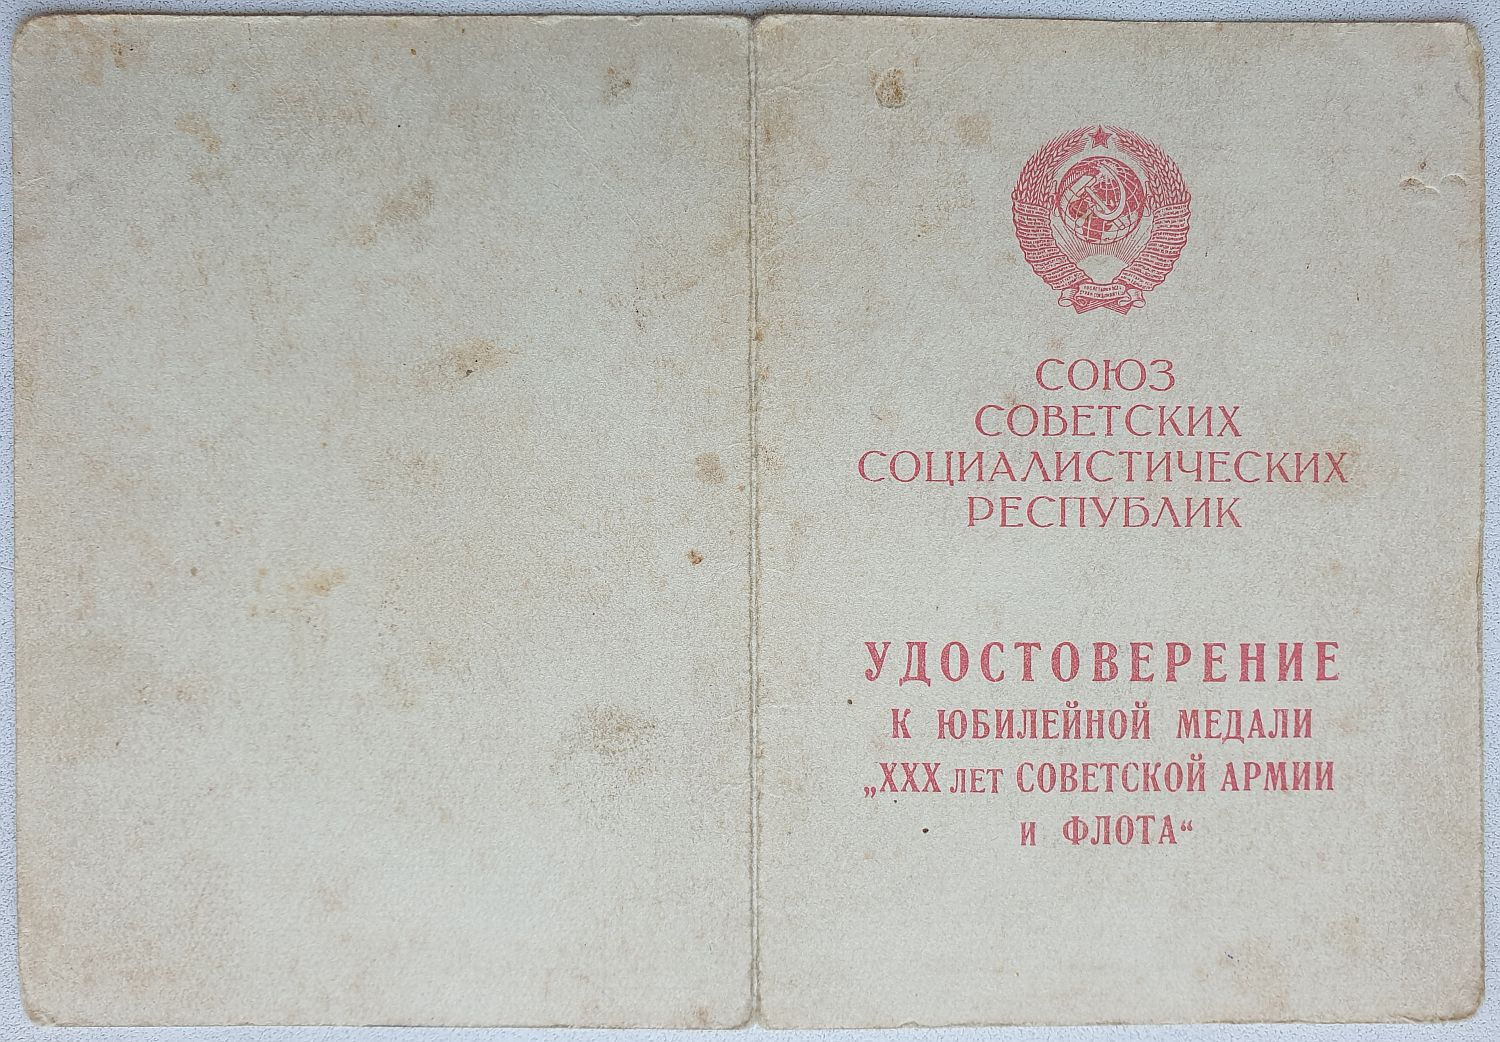 СОЮЗ
СОВЕТСКИХ
СОЦИАЛИСТИЧЕСКИХ
РЕСПУБЛИК
УДОСТОВЕРЕНИЕ
К ЮБИЛЕЙНОЙ МЕДАЛИ
„XXX ЛЕТ СОВЕТСКОЙ АРМИИ
И ФЛОТА“